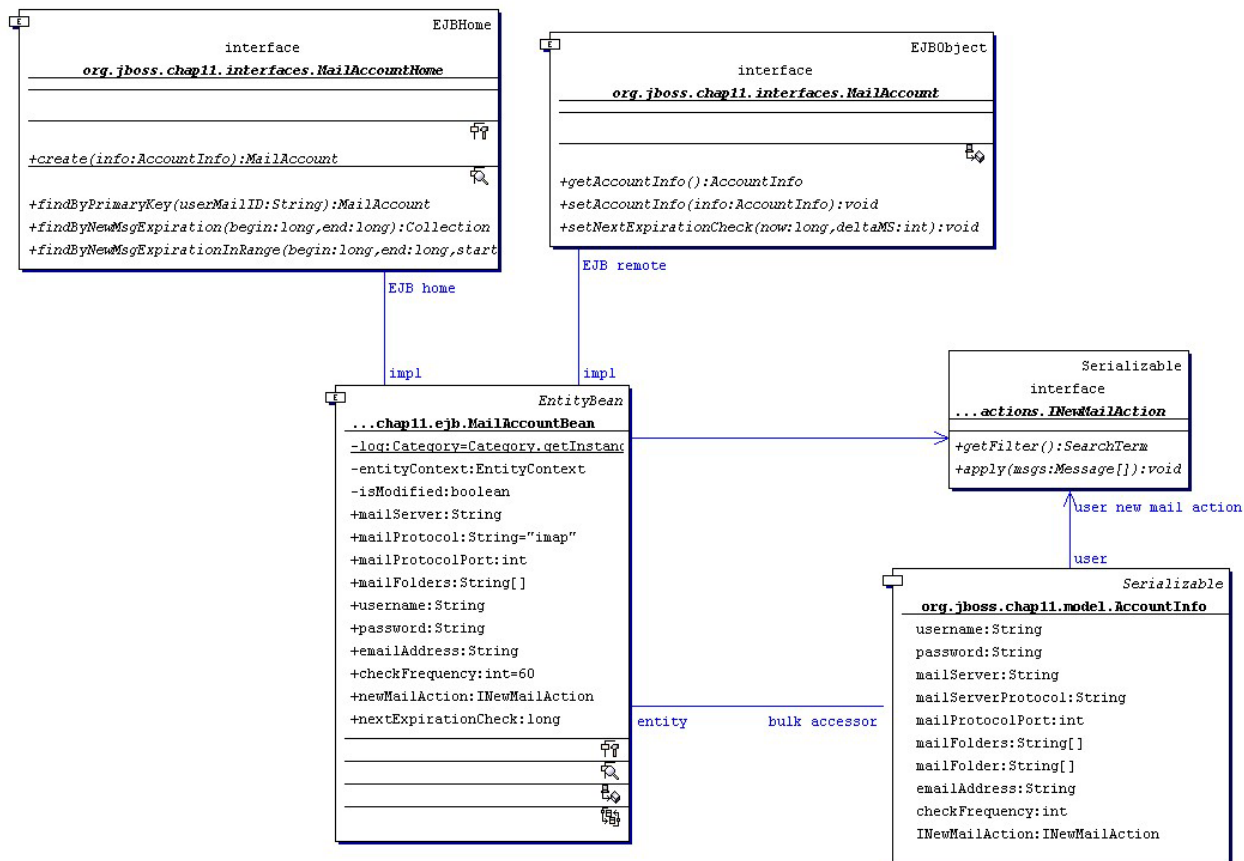 EJBHome
interface
org.jboss.chap11.interfaces.MailAccountHome
+create(info:AccountInfo):MailAccount
+findByPrimaryKey(userMailID:String):MailAccount
+findByNewMsgExpiration(begin:long,end:long):Collection
+findByNewMsgExpirationInRange(begin:long,end:long,start
EJBObject
interface
org.jboss.chap11.interfaces.MailAccount
+getAccountInfo():AccountInfo
+setAccountInfo(info:AccountInfo):void
+setNextExpirationCheck(now:long,deltaMS:int):void
EJB home
EJB remote
impl
impl
EntityBean
...chap11.ejb.MailAccountBean
-log:Category=Category.getInstanc
-entityContext:EntityContext
-isModified:boolean
+mailServer:String
+mailProtocol:String="imap"
+mailProtocolPort:int
+mailFolders:String[]
+username:String
+password:String
+emailAddress:String
+checkFrequency:int=60
+newMailAction:INewMailAction
+nextExpirationCheck:long
Serializable
interface
...actions.INewMailAction
+getFilter():SearchTerm
+apply(msgs:Message[]):void
user new mail action
user
entity
bulk accessor
Serializable
org.jboss.chap11.model.AccountInfo
username:String
password:String
mailServer:String
mailServerProtocol:String
mailProtocolPort:int
mailFolders:String[]
mailFolder:String[]
emailAddress:String
checkFrequency:int
INewMailAction:INewMailAction